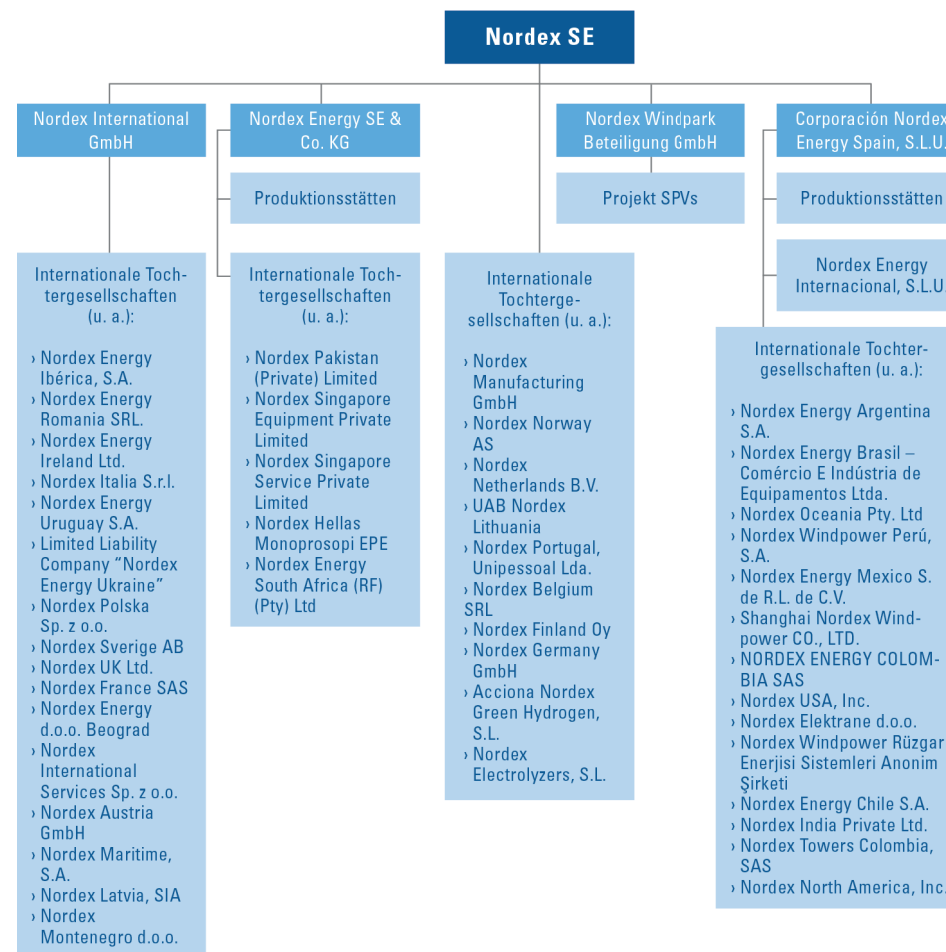 Nordex SE
Nordex International
GmbH
Nordex Energy SE &
Co. KG
Nordex Windpark
Beteiligung GmbH
Corporación Nordex
Energy Spain, S.L.U.
Produktionsstätten
Projekt SPVs
Produktionsstätten
Nordex Energy
Internacional, S.L.U.
Internationale Toch-
tergesellschaften
(u. a.):
› Nordex Energy
Ibérica, S.A.
› Nordex Energy
Romania SRL.
› Nordex Energy
Ireland Ltd.
› Nordex Italia S.r.l.
› Nordex Energy
Uruguay S.A.
› Limited Liability
Company “Nordex
Energy Ukraine”
› Nordex Polska
Sp. z o.o.
› Nordex Sverige AB
› Nordex UK Ltd.
› Nordex France SAS
› Nordex Energy
d.o.o. Beograd
› Nordex
International
Services Sp. z o.o.
› Nordex Austria
GmbH
› Nordex Maritime,
S.A.
› Nordex Latvia, SIA
› Nordex
Montenegro d.o.o.
Internationale Toch-
tergesellschaften
(u. a.):
› Nordex Pakistan
(Private) Limited
› Nordex Singapore
Equipment Private
Limited
› Nordex Singapore
Service Private
Limited
› Nordex Hellas
Monoprosopi EPE
› Nordex Energy
South Africa (RF)
(Pty) Ltd
Internationale
Tochterge-
sellschaften (u. a.):
› Nordex
Manufacturing
GmbH
› Nordex Norway
AS
› Nordex
Netherlands B.V.
› UAB Nordex
Lithuania
› Nordex Portugal,
Unipessoal Lda.
› Nordex Belgium
SRL
› Nordex Finland Oy
› Nordex Germany
GmbH
› Acciona Nordex
Green Hydrogen,
S.L.
› Nordex
Electrolyzers, S.L.
Internationale Tochter-
gesellschaften (u. a.):
› Nordex Energy Argentina
S.A.
› Nordex Energy Brasil –
Comércio E Indústria de
Equipamentos Ltda.
› Nordex Oceania Pty. Ltd
› Nordex Windpower Perú,
S.A.
› Nordex Energy Mexico S.
de R.L. de C.V.
› Shanghai Nordex Wind-
power CO., LTD.
› NORDEX ENERGY COLOM-
BIA SAS
› Nordex USA, Inc.
› Nordex Elektrane d.o.o.
› Nordex Windpower Rüzgar
Enerjisi Sistemleri Anonim
Şirketi
› Nordex Energy Chile S.A.
› Nordex India Private Ltd.
› Nordex Towers Colombia,
SAS
› Nordex North America, Inc.